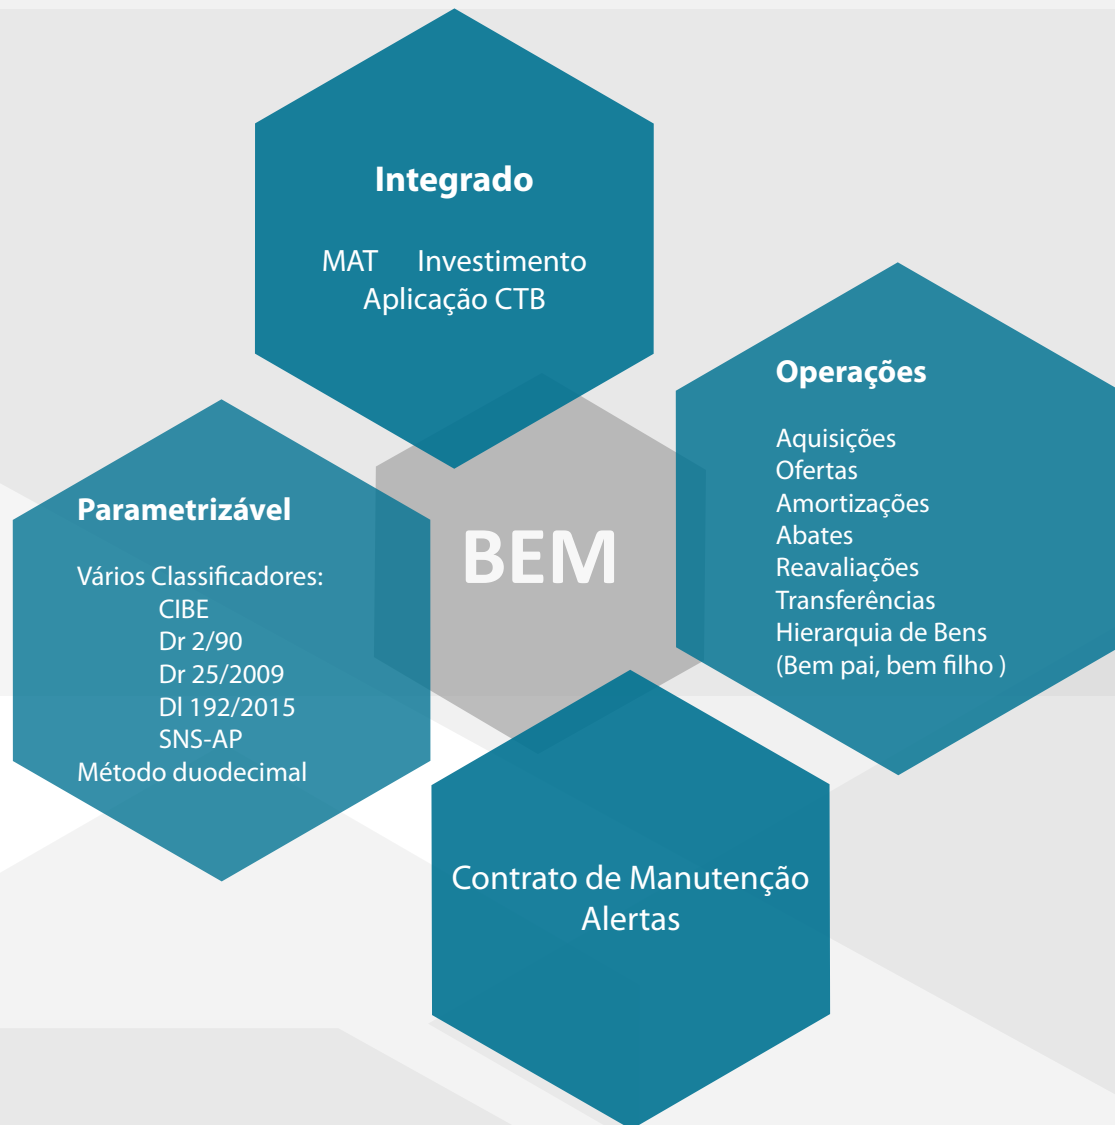 Integrado
MAT Investimento
Aplicação CTB
Operações
Aquisições
Ofertas
Amortizações
Abates
Reavaliações
Transferências
Hierarquia de Bens
(Bem pai, bem filho )
Parametrizável
Vários Classificadores:
CIBE
Dr 2/90
Dr 25/2009
Dl 192/2015
SNS-AP
Método duodecimal
BEM
Contrato de Manutenção
Alertas